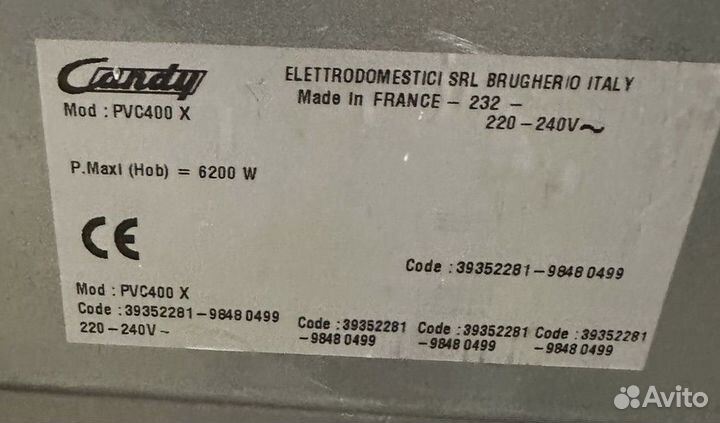 Candy
ELETTRODOMESTICI SRL BRUGHERIO ITALY
Mod : PVC400 X
Made in FRANCE - 232 -
220-240V~
P.Maxi (Hob) = 6200 W
CE
Code : 39352281-9848 0499
Mod : PVC400 X
Code : 39352281-9848 0499
220-240V ~
Code : 39352281
-9848 0499
Code : 39352281
-9848 0499
Code : 39352281
-9848 0499
Avito